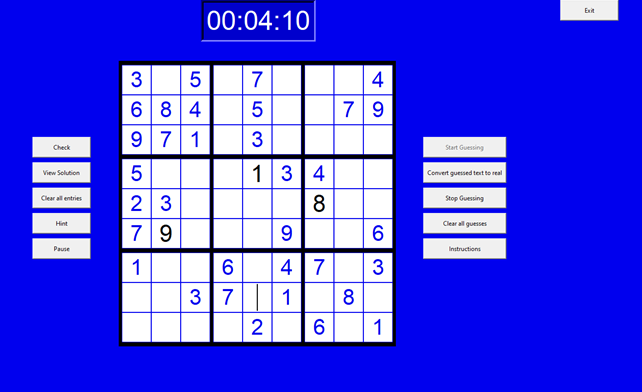 00:04:10
Exit
3 5 7 4
6 8 4 5 7 9
9 7 1 3
5 1 3 4
2 3 8
7 9 9 6
1 6 4 7 3
3 7 1 8
2 6 1
Check
View Solution
Clear all entries
Hint
Pause
Start Guessing
Convert guessed text to real
Stop Guessing
Clear all guesses
Instructions